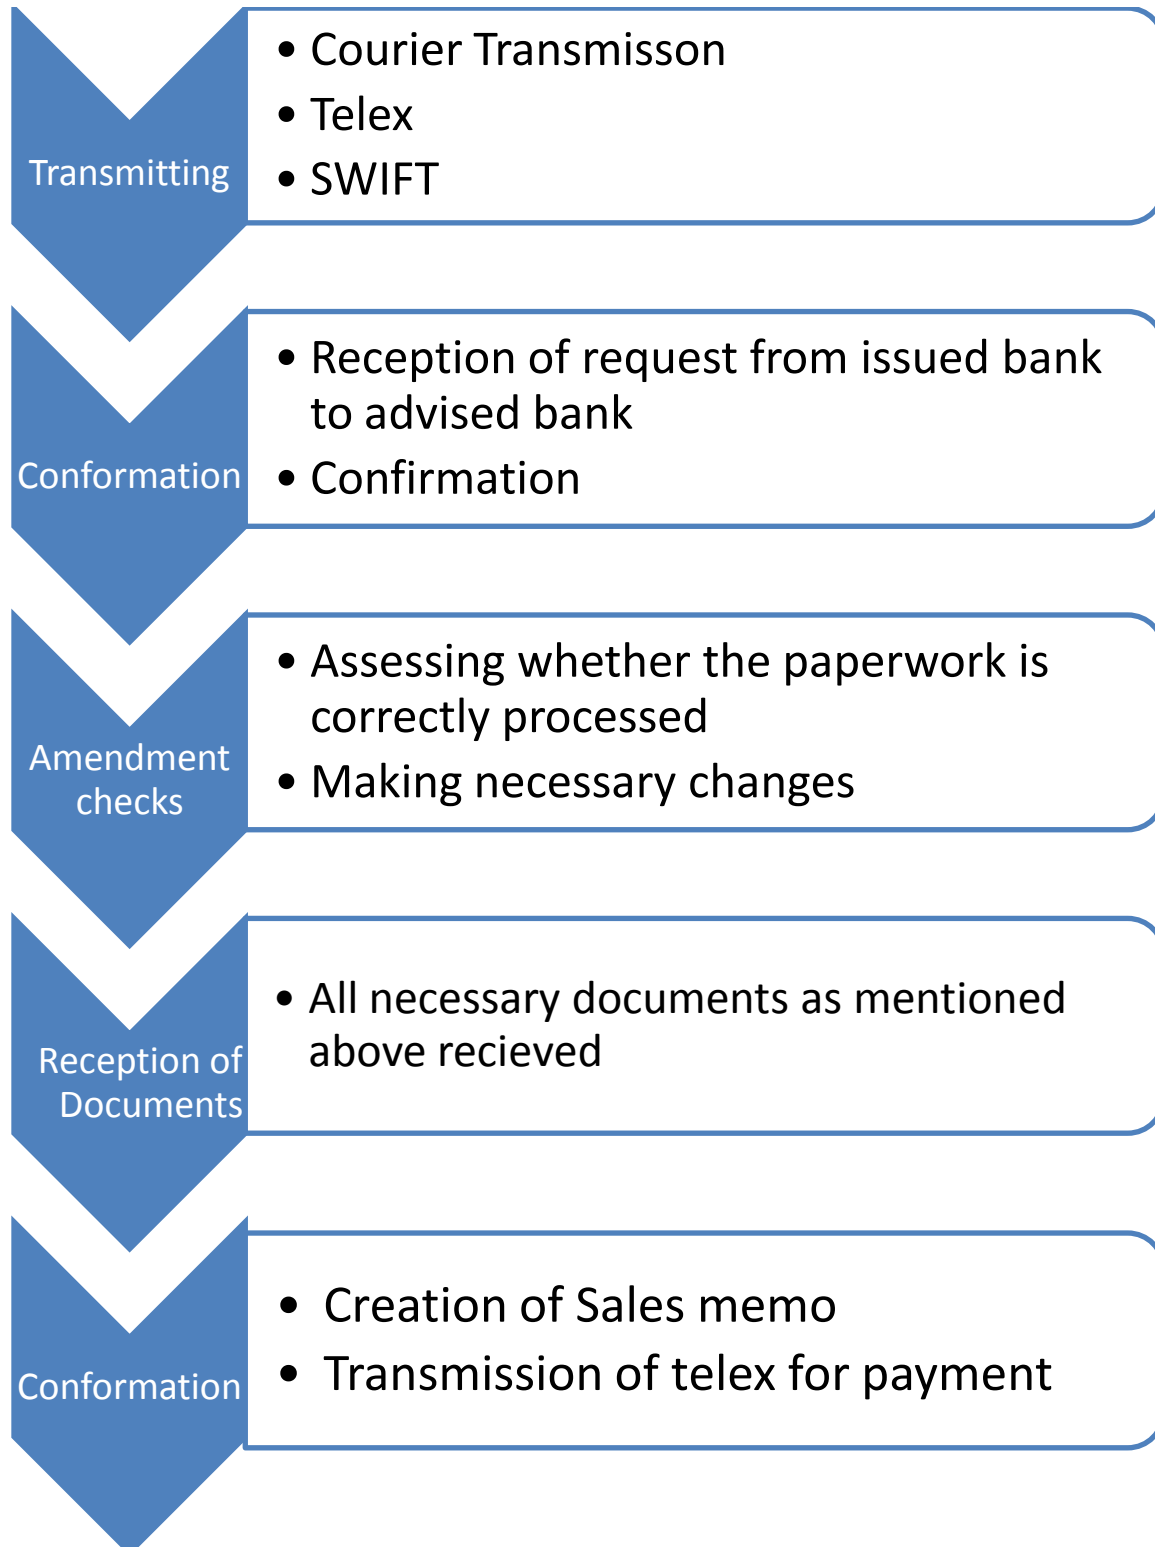 Transmitting
• Courier Transmisson
• Telex
• SWIFT
Conformation
• Reception of request from issued bank
to advised bank
• Confirmation
Amendment
checks
• Assessing whether the paperwork is
correctly processed
• Making necessary changes
Reception of
Documents
• All necessary documents as mentioned
above recieved
Conformation
• Creation of Sales memo
• Transmission of telex for payment